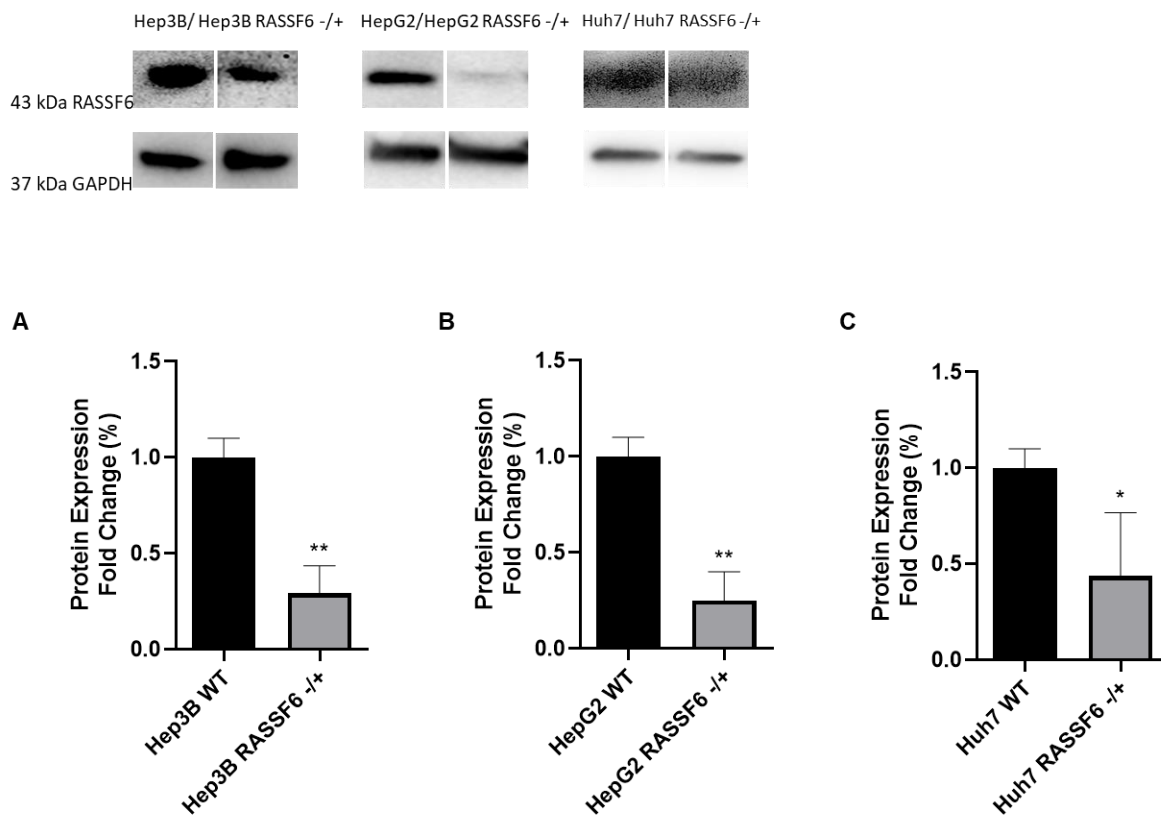 Hep3B/ Hep3B RASSF6 -/+ HepG2/HepG2 RASSF6 -/+ Huh7/ Huh7 RASSF6 -/+
43 kDa RASSF6
37 kDa GAPDH
A
Protein Expression
Fold Change (%)
1.5
1.0
0.5
0.0
**
Hep3B WT
Hep3B RASSF6 -/+
B
Protein Expression
Fold Change (%)
1.5
1.0
0.5
0.0
**
HepG2 WT
HepG2 RASSF6 -/+
C
Protein Expression
Fold Change (%)
1.5
1.0
0.5
0.0
*
Huh7 WT
Huh7 RASSF6 -/+